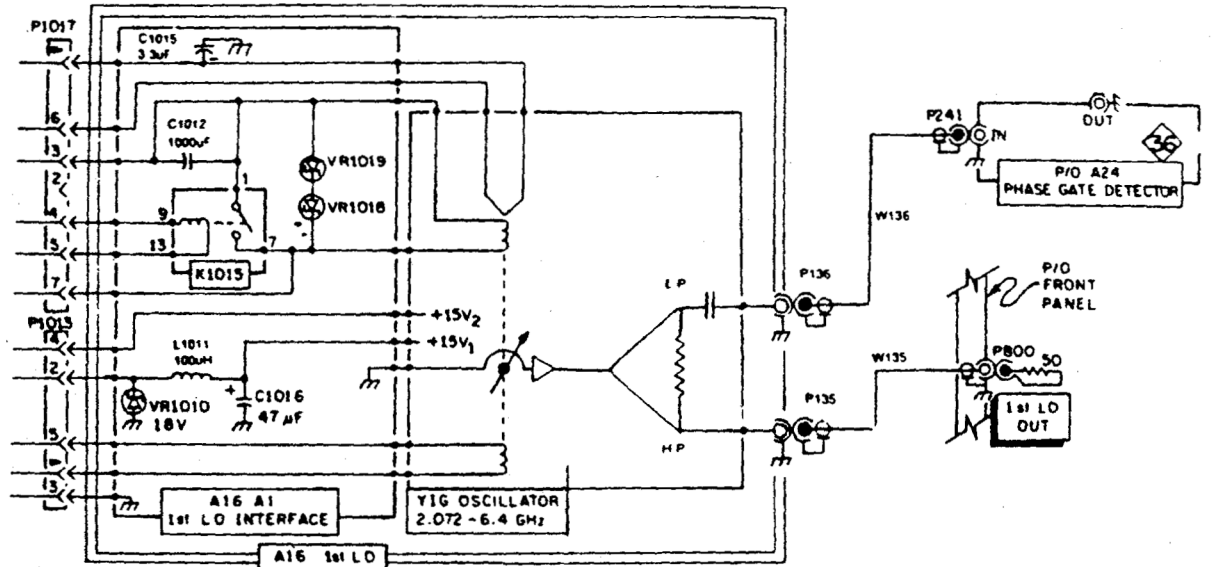 P1017
C1015
3.3uF
6
3
2
4
5
7
C1012
1000uF
1
VR1019
VR1018
9
13
7
K1015
P1013
4
2
L1011
100uH
+15V2
+15V1
VR1010
18V
+
C1016
47 µF
5
3
A16 A1
1st LO INTERFACE
YIG OSCILLATOR
2.072-6.4 GHz
A16 1st LO
LP
HP
P136
P135
W136
W135
P241
IN
OUT
36
P/O A24
PHASE GATE DETECTOR
P/O
FRONT
PANEL
P800
50
1st LO
OUT